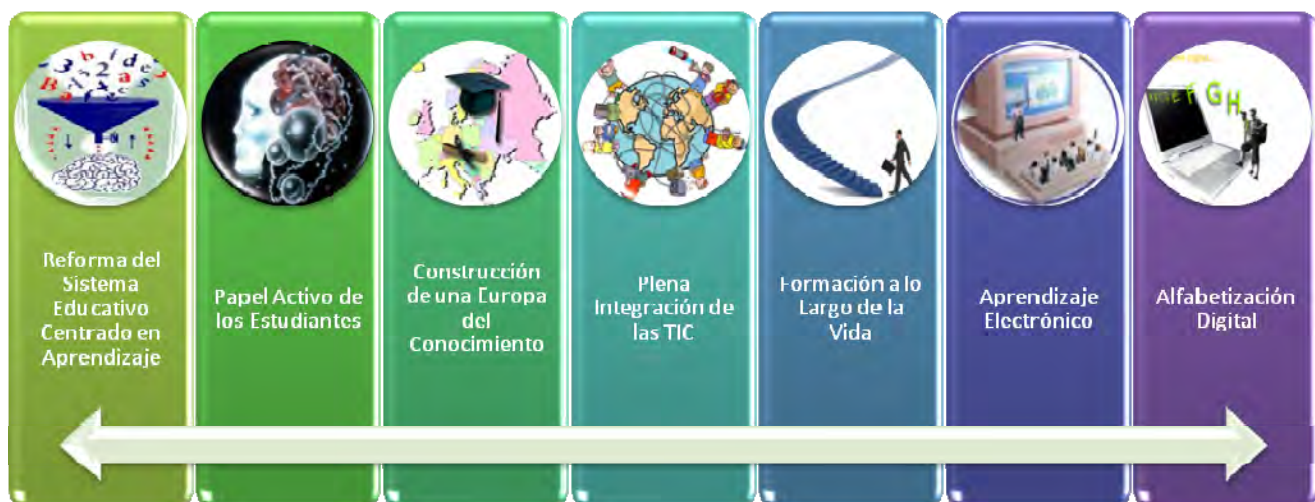 Reforma del
Sistema
Educativo
Centrado en
Aprendizaje
Papel Activo de
los Estudiantes
Construcción
de una Europa
del
Conocimiento
Plena
Integración de
las TIC
Formación a lo
Largo de la
Vida
Aprendizaje
Electrónico
Alfabetización
Digital